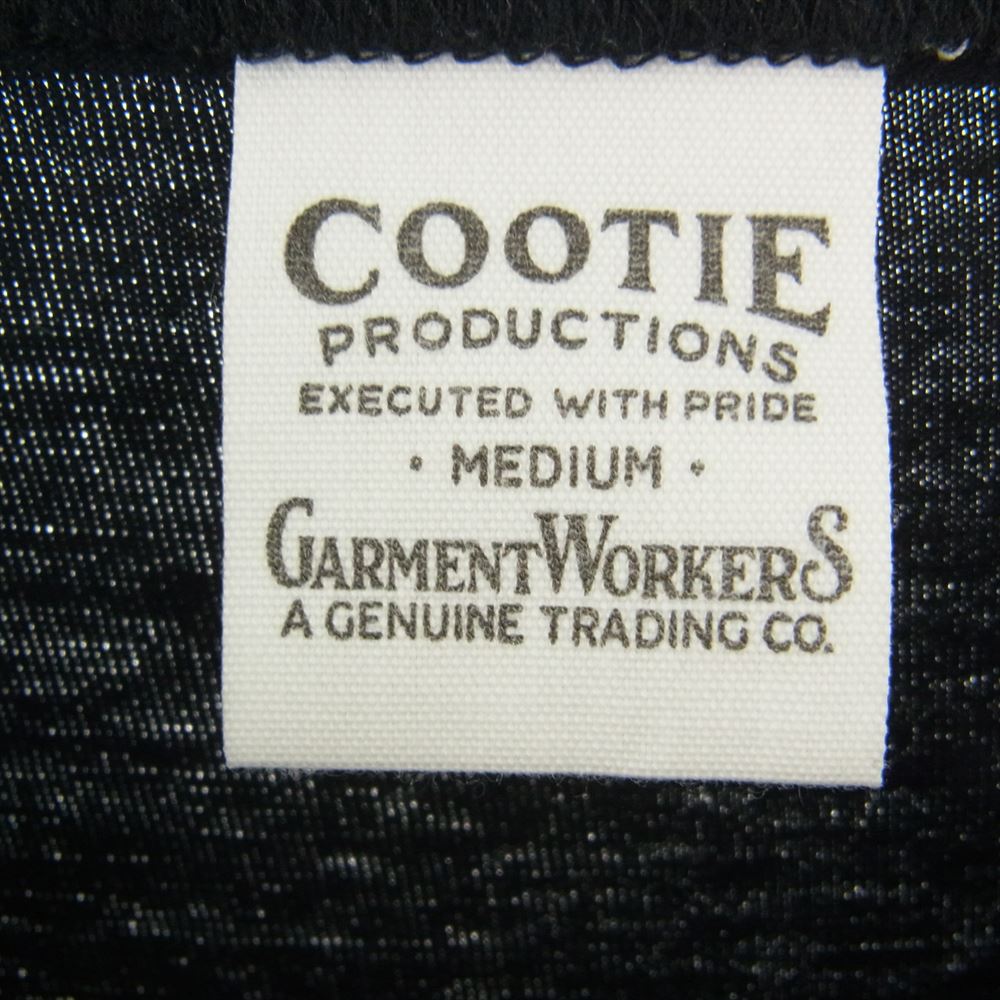 COOTIE
PRODUCTIONS
EXECUTED WITH PRIDE
• MEDIUM •
GARMENTWORKERS
A GENUINE TRADING CO.